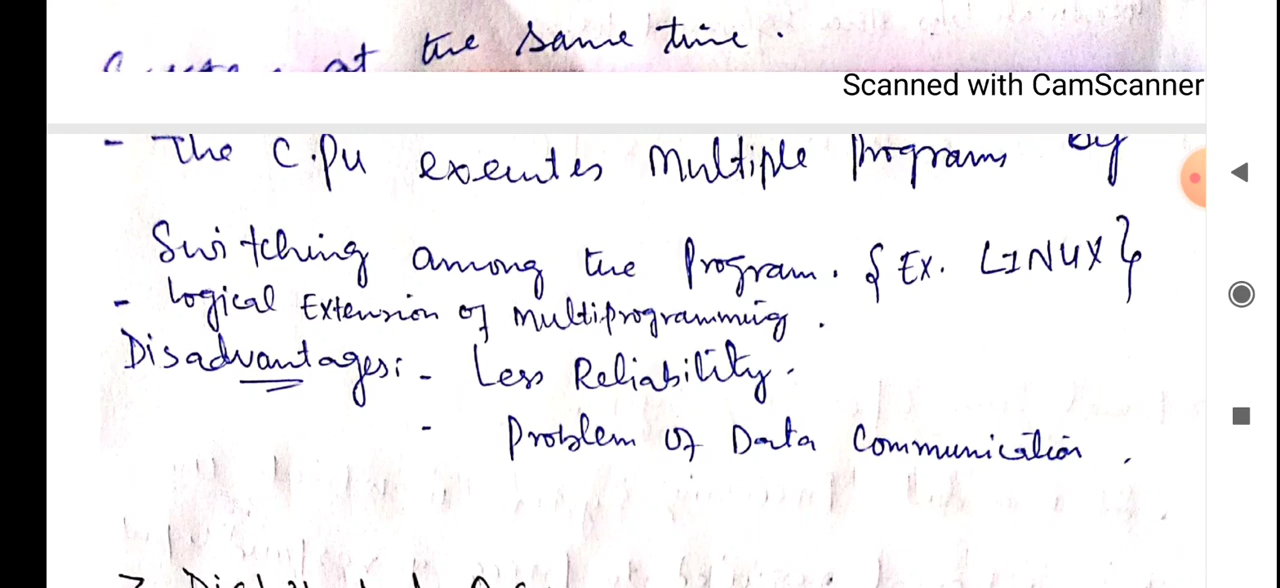 at the same time.
Scanned with CamScanner
- The C.PU executes Multiple Programs by
Switching among the Program. { Ex. LINUX }
- Logical Extension of Multiprogramming.
Disadvantages:- Less Reliability.
- Problem of Data Communication.